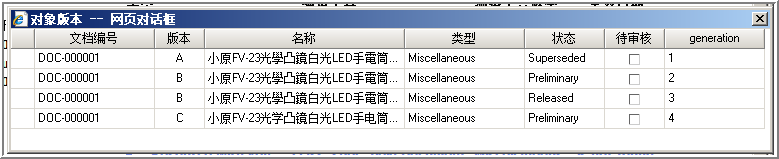 对象版本 -- 网页对话框
文档编号 版本 名称 类型 状态 待审核 generation
DOC-000001 A 小原FV-23光學凸鏡白光LED手電筒... Miscellaneous Superseded 1
DOC-000001 B 小原FV-23光學凸鏡白光LED手電筒... Miscellaneous Preliminary 2
DOC-000001 B 小原FV-23光學凸鏡白光LED手電筒... Miscellaneous Released 3
DOC-000001 C 小原FV-23光学凸镜白光LED手电筒... Miscellaneous Preliminary 4